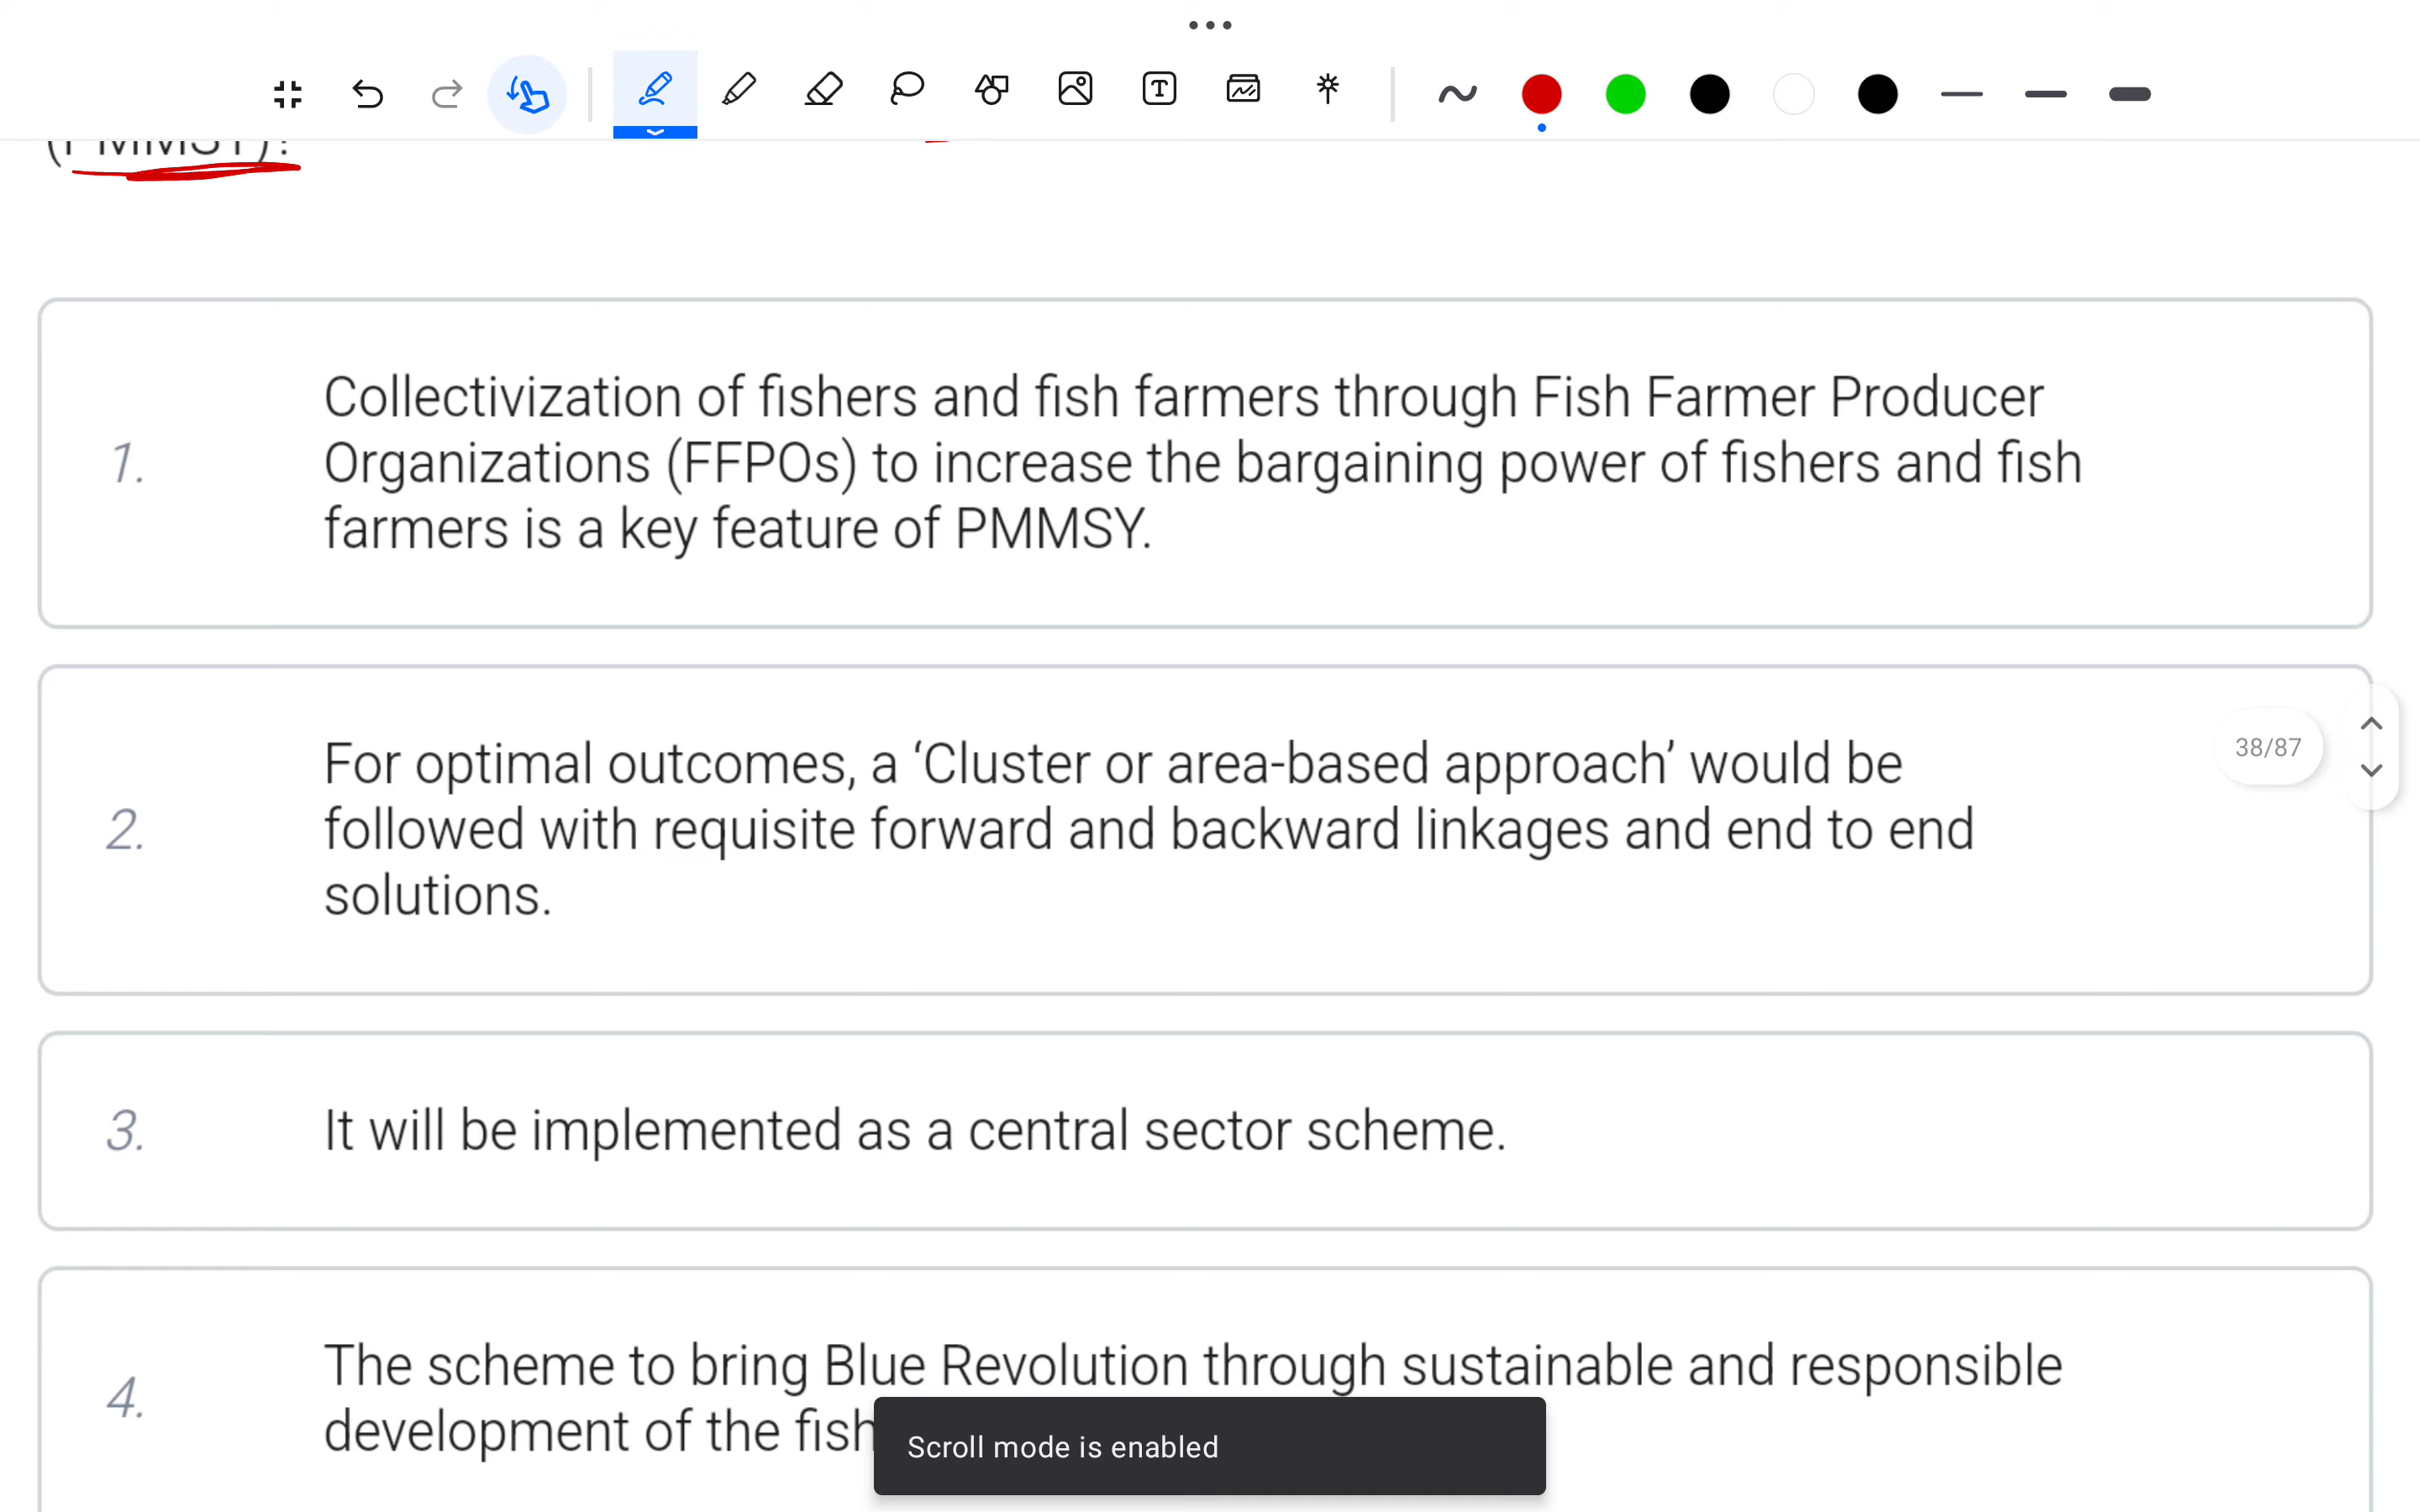 (PMMSY)?
1.
Collectivization of fishers and fish farmers through Fish Farmer Producer
Organizations (FFPOs) to increase the bargaining power of fishers and fish
farmers is a key feature of PMMSY.
2.
For optimal outcomes, a ‘Cluster or area-based approach’ would be
followed with requisite forward and backward linkages and end to end
solutions.
38/87
3.
It will be implemented as a central sector scheme.
4.
The scheme to bring Blue Revolution through sustainable and responsible
development of the fish
Scroll mode is enabled